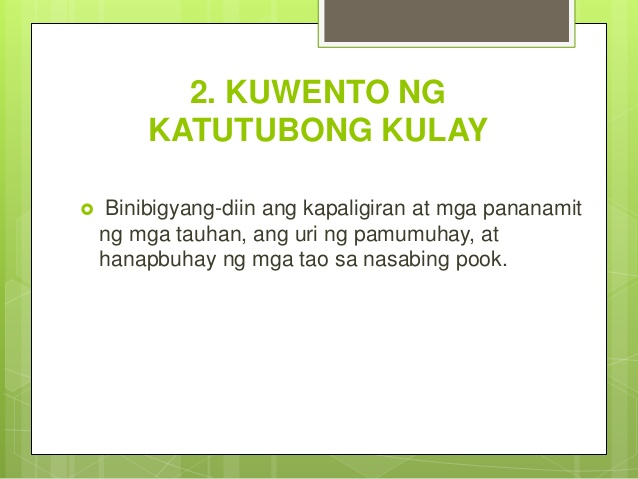 2. KUWENTO NG
KATUTUBONG KULAY
Binibigyang-diin ang kapaligiran at mga pananamit
ng mga tauhan, ang uri ng pamumuhay, at
hanapbuhay ng mga tao sa nasabing pook.